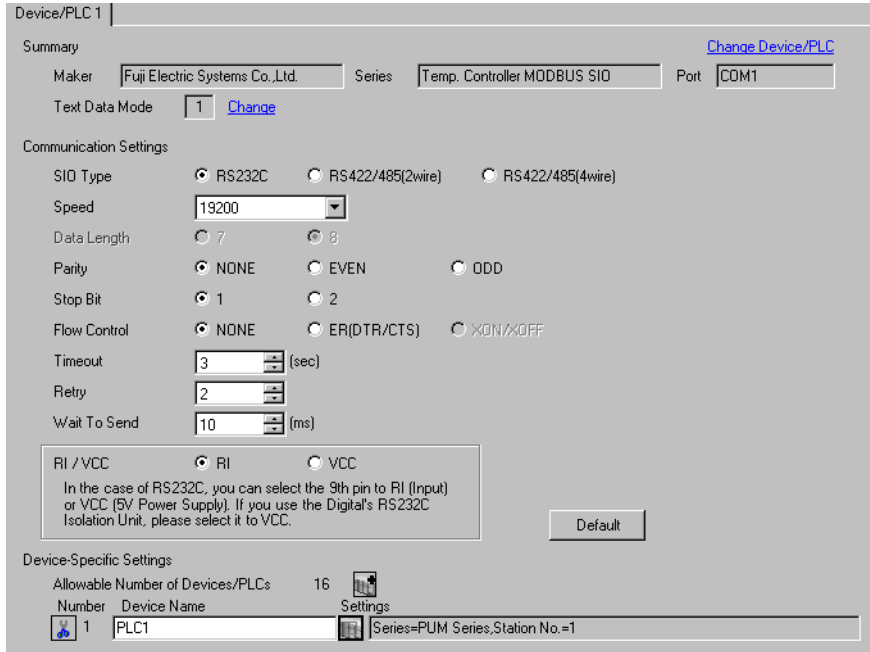 Device/PLC 1
Summary Change Device/PLC
Maker Fuji Electric Systems Co.,Ltd. Series Temp. Controller MODBUS SIO Port COM1
Text Data Mode 1 Change
Communication Settings
SIO Type RS232C RS422/485(2wire) RS422/485(4wire)
Speed 19200
Data Length 7 8
Parity NONE EVEN ODD
Stop Bit 1 2
Flow Control NONE ER(DTR/CTS) XON/XOFF
Timeout 3 (sec)
Retry 2
Wait To Send 10 (ms)
RI / VCC RI VCC
In the case of RS232C, you can select the 9th pin to RI (Input)
or VCC (5V Power Supply). If you use the Digital's RS232C
Isolation Unit, please select it to VCC.
Default
Device-Specific Settings
Allowable Number of Devices/PLCs 16
Number Device Name Settings
1 PLC1 Series=PUM Series,Station No.=1